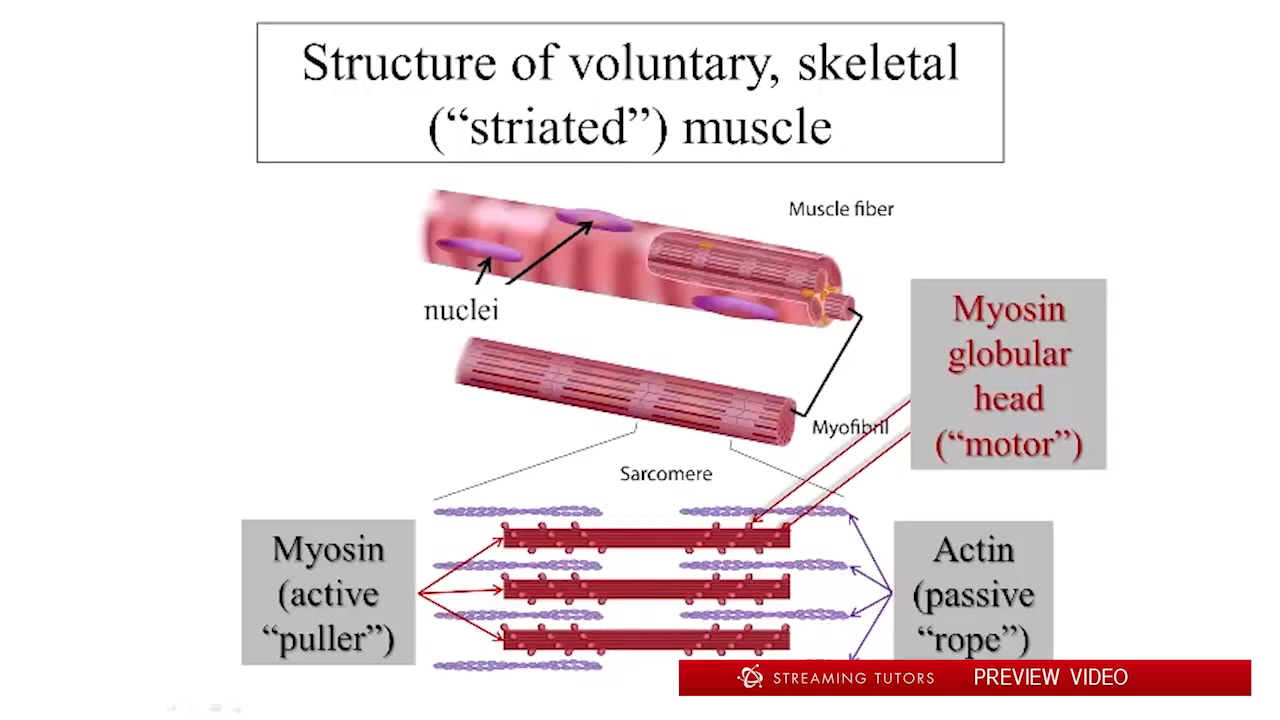 Structure of voluntary, skeletal
(“striated”) muscle
Muscle fiber
nuclei
Myosin
globular
head
(“motor”)
Myofibril
Sarcomere
Myosin
(active
“puller”)
Actin
(passive
“rope”)
STREAMING TUTORS PREVIEW VIDEO